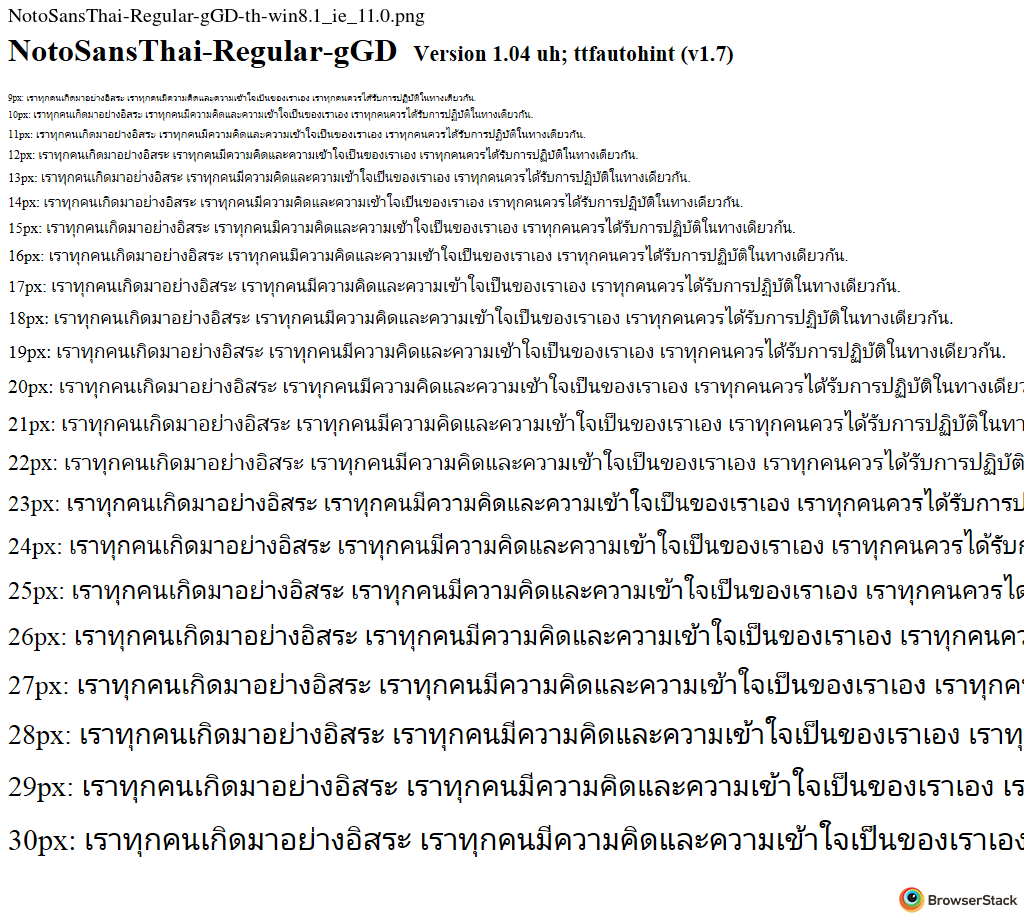 NotoSansThai-Regular-gGD-th-win8.1_ie_11.0.png
NotoSansThai-Regular-gGD Version 1.04 uh; ttfautohint (v1.7)
9px: เราทุกคนเกิดมาอย่างอิสระ เราทุกคนมีความคิดและความเข้าใจเป็นของเราเอง เราทุกคนควรได้รับการปฏิบัติในทางเดียวกัน.
10px: เราทุกคนเกิดมาอย่างอิสระ เราทุกคนมีความคิดและความเข้าใจเป็นของเราเอง เราทุกคนควรได้รับการปฏิบัติในทางเดียวกัน.
11px: เราทุกคนเกิดมาอย่างอิสระ เราทุกคนมีความคิดและความเข้าใจเป็นของเราเอง เราทุกคนควรได้รับการปฏิบัติในทางเดียวกัน.
12px: เราทุกคนเกิดมาอย่างอิสระ เราทุกคนมีความคิดและความเข้าใจเป็นของเราเอง เราทุกคนควรได้รับการปฏิบัติในทางเดียวกัน.
13px: เราทุกคนเกิดมาอย่างอิสระ เราทุกคนมีความคิดและความเข้าใจเป็นของเราเอง เราทุกคนควรได้รับการปฏิบัติในทางเดียวกัน.
14px: เราทุกคนเกิดมาอย่างอิสระ เราทุกคนมีความคิดและความเข้าใจเป็นของเราเอง เราทุกคนควรได้รับการปฏิบัติในทางเดียวกัน.
15px: เราทุกคนเกิดมาอย่างอิสระ เราทุกคนมีความคิดและความเข้าใจเป็นของเราเอง เราทุกคนควรได้รับการปฏิบัติในทางเดียวกัน.
16px: เราทุกคนเกิดมาอย่างอิสระ เราทุกคนมีความคิดและความเข้าใจเป็นของเราเอง เราทุกคนควรได้รับการปฏิบัติในทางเดียวกัน.
17px: เราทุกคนเกิดมาอย่างอิสระ เราทุกคนมีความคิดและความเข้าใจเป็นของเราเอง เราทุกคนควรได้รับการปฏิบัติในทางเดียวกัน.
18px: เราทุกคนเกิดมาอย่างอิสระ เราทุกคนมีความคิดและความเข้าใจเป็นของเราเอง เราทุกคนควรได้รับการปฏิบัติในทางเดียวกัน.
19px: เราทุกคนเกิดมาอย่างอิสระ เราทุกคนมีความคิดและความเข้าใจเป็นของเราเอง เราทุกคนควรได้รับการปฏิบัติในทางเดียวกัน.
20px: เราทุกคนเกิดมาอย่างอิสระ เราทุกคนมีความคิดและความเข้าใจเป็นของเราเอง เราทุกคนควรได้รับการปฏิบัติในทางเดีย
21px: เราทุกคนเกิดมาอย่างอิสระ เราทุกคนมีความคิดและความเข้าใจเป็นของเราเอง เราทุกคนควรได้รับการปฏิบัติในทา
22px: เราทุกคนเกิดมาอย่างอิสระ เราทุกคนมีความคิดและความเข้าใจเป็นของเราเอง เราทุกคนควรได้รับการปฏิบัติ
23px: เราทุกคนเกิดมาอย่างอิสระ เราทุกคนมีความคิดและความเข้าใจเป็นของเราเอง เราทุกคนควรได้รับการป
24px: เราทุกคนเกิดมาอย่างอิสระ เราทุกคนมีความคิดและความเข้าใจเป็นของเราเอง เราทุกคนควรได้รับ
25px: เราทุกคนเกิดมาอย่างอิสระ เราทุกคนมีความคิดและความเข้าใจเป็นของเราเอง เราทุกคนควรได้
26px: เราทุกคนเกิดมาอย่างอิสระ เราทุกคนมีความคิดและความเข้าใจเป็นของเราเอง เราทุกคนคว
27px: เราทุกคนเกิดมาอย่างอิสระ เราทุกคนมีความคิดและความเข้าใจเป็นของเราเอง เราทุกค
28px: เราทุกคนเกิดมาอย่างอิสระ เราทุกคนมีความคิดและความเข้าใจเป็นของเราเอง เราทุ
29px: เราทุกคนเกิดมาอย่างอิสระ เราทุกคนมีความคิดและความเข้าใจเป็นของเราเอง เร
30px: เราทุกคนเกิดมาอย่างอิสระ เราทุกคนมีความคิดและความเข้าใจเป็นของเราเอง
BrowserStack